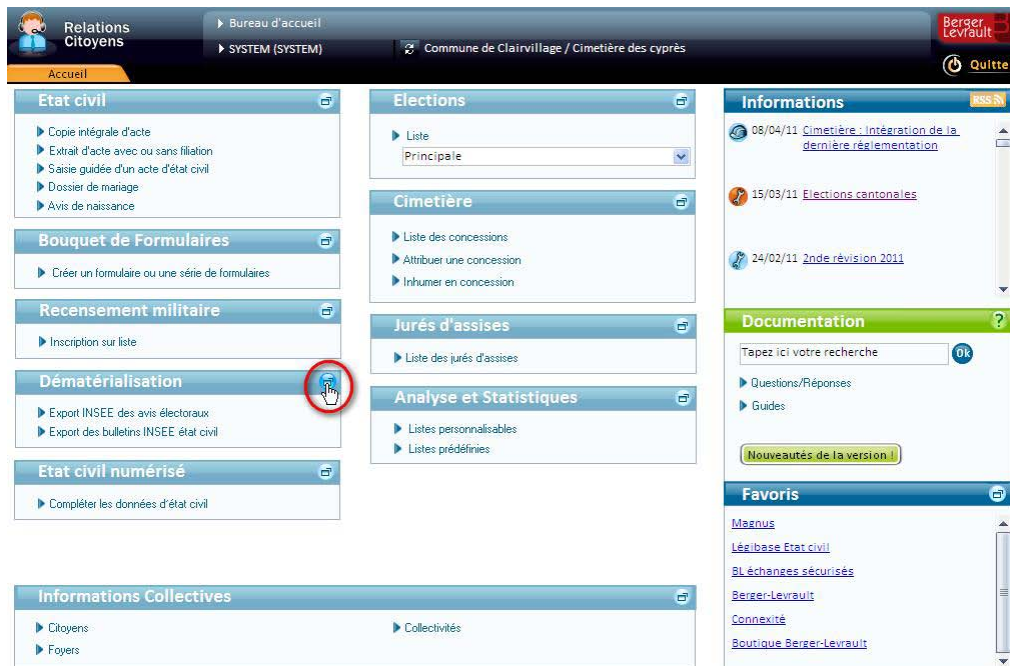 Relations
Citoyens
Bureau d'accueil
SYSTEM (SYSTEM)
Commune de Clairvillage / Cimetière des cyprès
Berger
Levrault
Quitte
Accueil
Etat civil
Copie intégrale d'acte
Extrait d'acte avec ou sans filiation
Saisie guidée d'un acte d'état civil
Dossier de mariage
Avis de naissance
Bouquet de Formulaires
Créer un formulaire ou une série de formulaires
Recensement militaire
Inscription sur liste
Dématérialisation
Export INSEE des avis électoraux
Export des bulletins INSEE état civil
Etat civil numérisé
Compléter les données d'état civil
Elections
Liste
Principale
Cimetière
Liste des concessions
Attribuer une concession
Inhumer en concession
Jurés d'assises
Liste des jurés d'assises
Analyse et Statistiques
Listes personnalisables
Listes prédéfinies
Informations
RSS
08/04/11 Cimetière : Intégration de la
dernière réglementation
15/03/11 Elections cantonales
24/02/11 2nde révision 2011
Documentation
?
Tapez ici votre recherche
Ok
Questions/Réponses
Guides
Nouveautés de la version !
Favoris
Magnus
Légibase Etat civil
BL échanges sécurisés
Berger-Levrault
Connexité
Boutique Berger-Levrault
Informations Collectives
Citoyens
Collectivités
Foyers